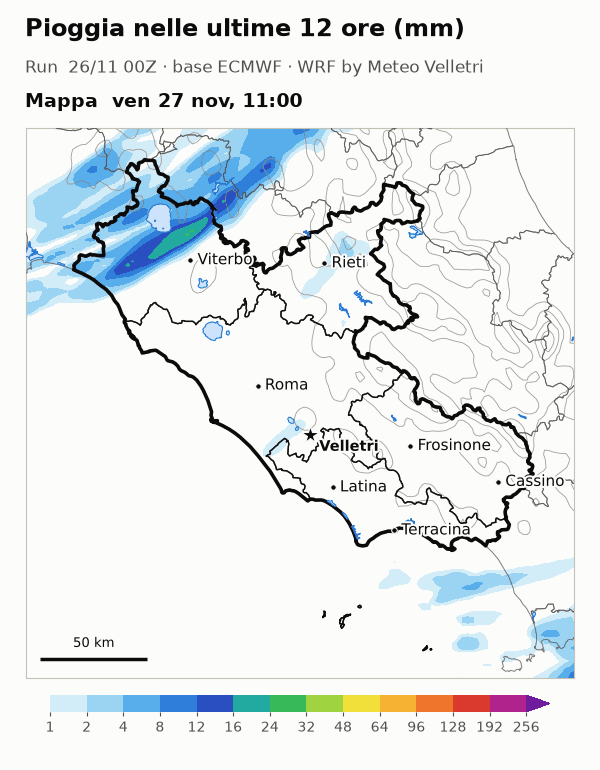 Pioggia nelle ultime 12 ore (mm)
Run  26/11 00Z · base ECMWF · WRF by Meteo Velletri
Mappa  ven 27 nov, 11:00
Viterbo
Rieti
Roma
Velletri
Frosinone
Latina
Cassino
Terracina
50 km
1 2 4 8 12 16 24 32 48 64 96 128 192 256